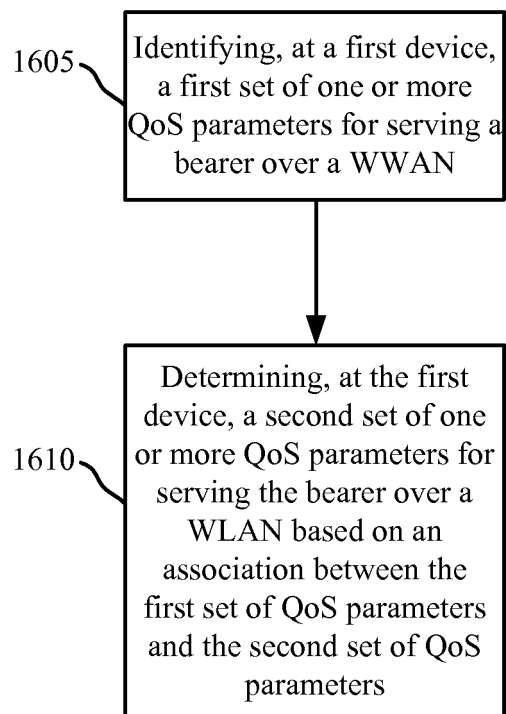 1605
Identifying, at a first device,
a first set of one or more
QoS parameters for serving a
bearer over a WWAN
1610
Determining, at the first
device, a second set of one
or more QoS parameters for
serving the bearer over a
WLAN based on an
association between the
first set of QoS parameters
and the second set of QoS
parameters